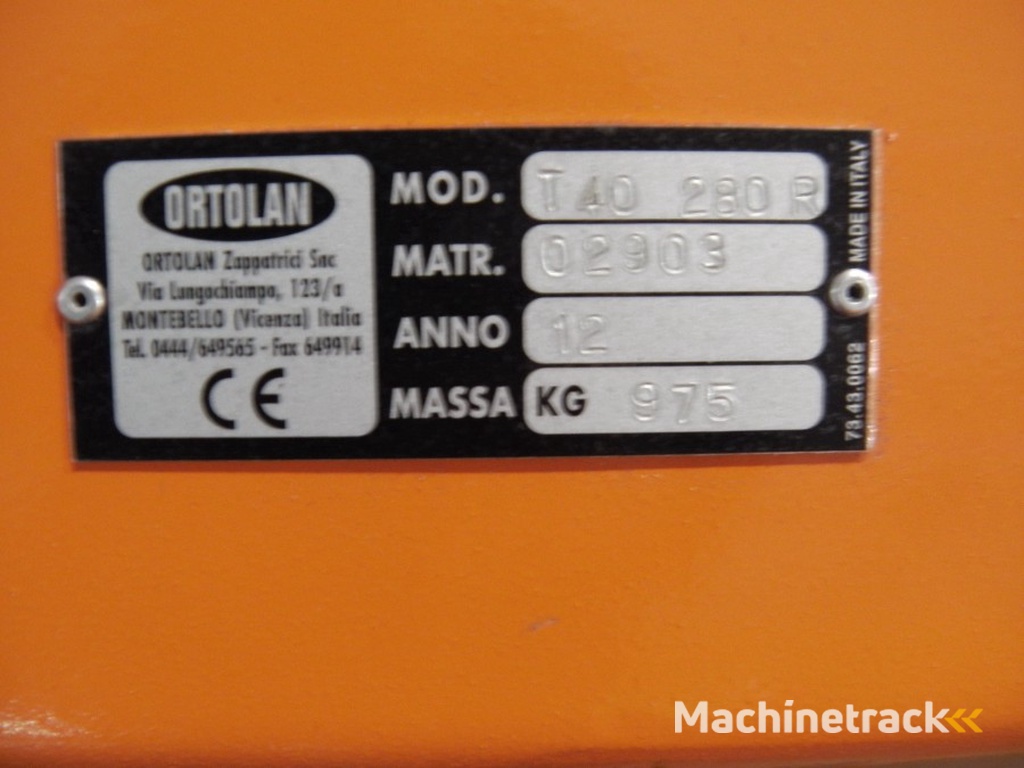 ORTOLAN
ORTOLAN Zappatrici Snc
Via Lungochiampo, 123/a
MONTEBELLO (Vicenza) Italia
Tel. 0444/649565 - Fax 649914
CE
MOD. T40 280 R
MATR. 02903
ANNO 12
MASSA KG 975
73.43.0062 MADE IN ITALY
Machinetrack